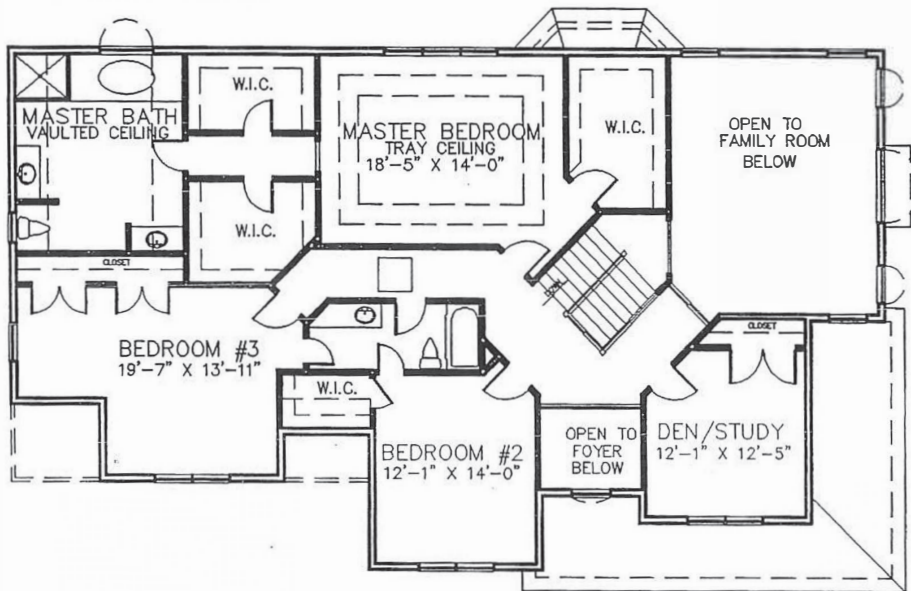 W.I.C.
MASTER BATH
VAULTED CEILING
MASTER BEDROOM
TRAY CEILING
18'-5" X 14'-0"
W.I.C.
OPEN TO
FAMILY ROOM
BELOW
W.I.C.
CLOSET
BEDROOM #3
19'-7" X 13'-11"
W.I.C.
CLOSET
BEDROOM #2
12'-1" X 14'-0"
OPEN TO
FOYER
BELOW
DEN/STUDY
12'-1" X 12'-5"